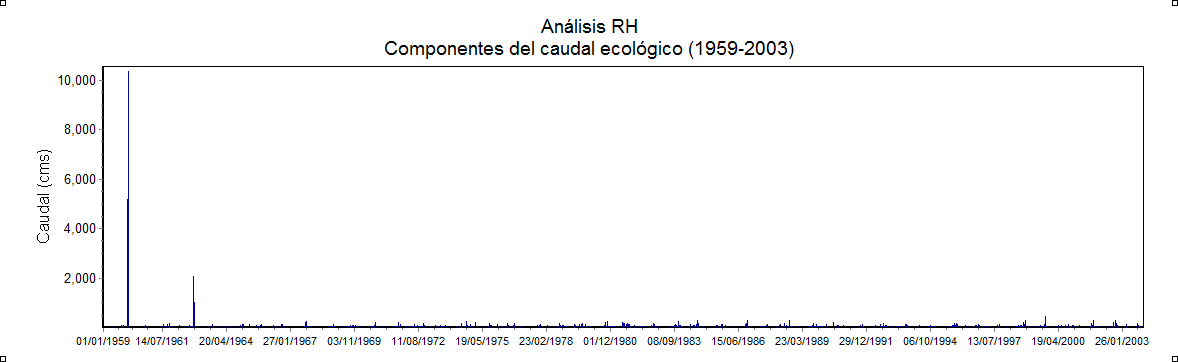 Análisis RH
Componentes del caudal ecológico (1959-2003)
Caudal (cms)
10,000
8,000
6,000
4,000
2,000
01/01/1959 14/07/1961 20/04/1964 27/01/1967 03/11/1969 11/08/1972 19/05/1975 23/02/1978 01/12/1980 08/09/1983 15/06/1986 23/03/1989 29/12/1991 06/10/1994 13/07/1997 19/04/2000 26/01/2003